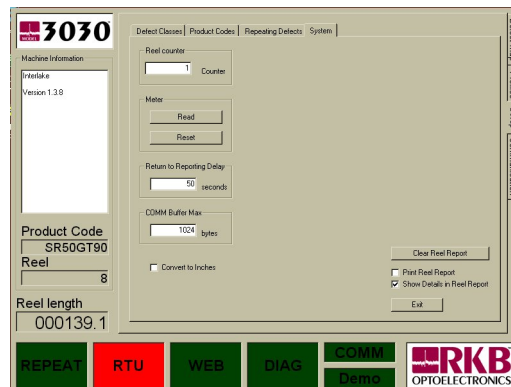 3030
Machine Information
Interlake
Version 1.3.8
Product Code
SR50GT90
Reel
8
Reel length
000139.1
Defect Classes
Product Codes
Repeating Defects
System
Reel counter
1
Counter
Meter
Read
Reset
Return to Reporting Delay
50
seconds
COMM Buffer Max
1024
bytes
Convert to Inches
Clear Reel Report
Print Reel Report
Show Details in Reel Report
Exit
REPEAT
RTU
WEB
DIAG
COMM
Demo
RKB
OPTOELECTRONICS